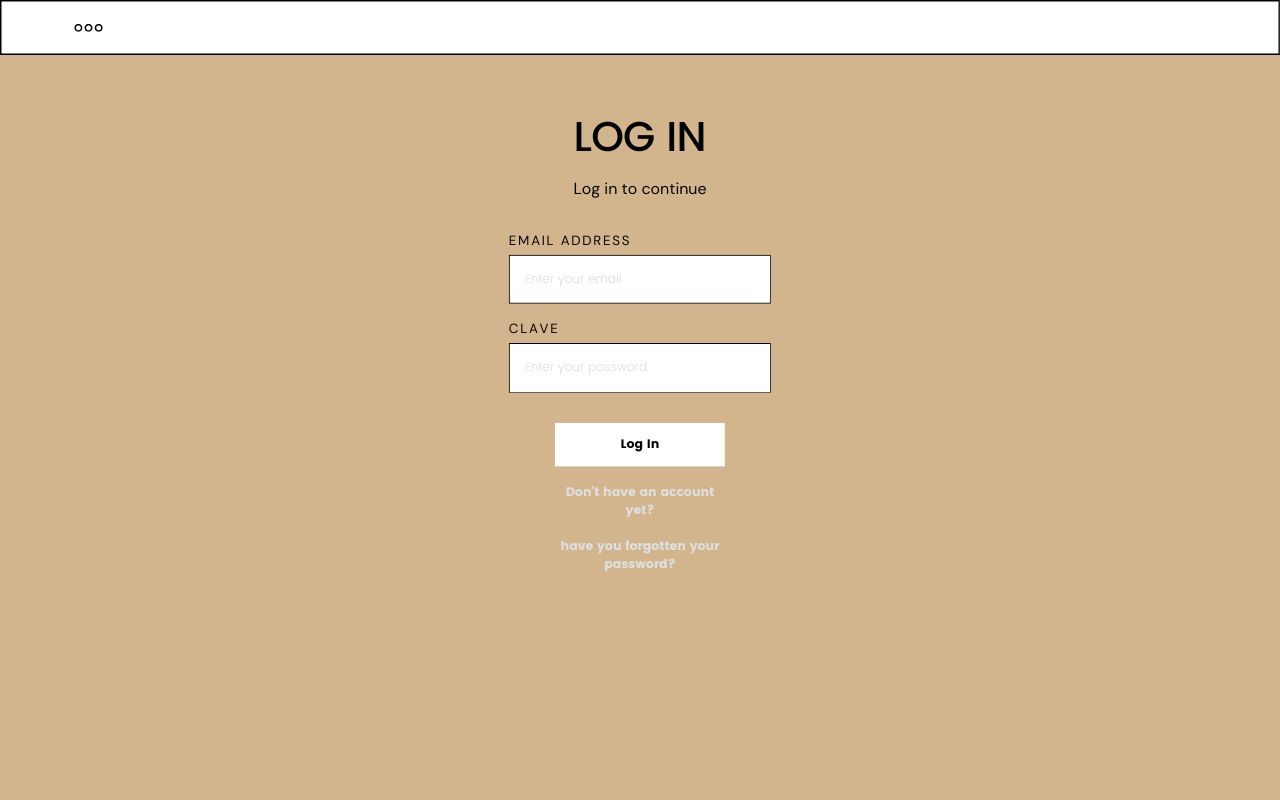 LOG IN
Log in to continue
EMAIL ADDRESS
Enter your email
CLAVE
Enter your password
Log In
Don't have an account
yet?
have you forgotten your
password?